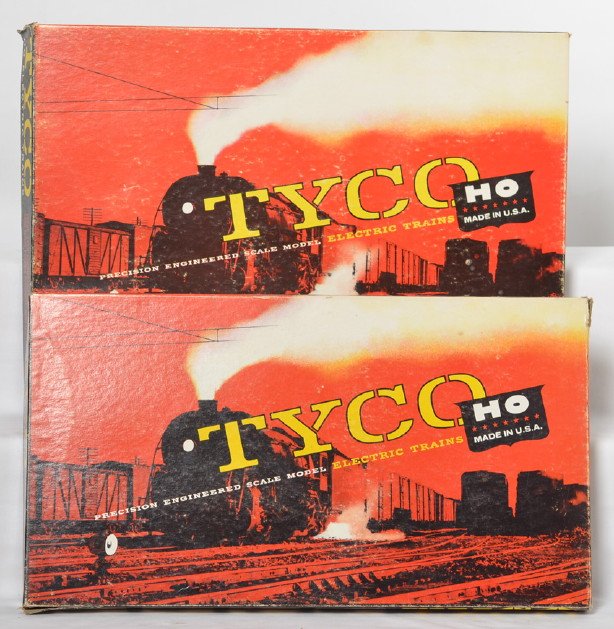 TYCO
TYCO
HO
MADE IN U.S.A.
PRECISION ENGINEERED SCALE MODEL ELECTRIC TRAINS
TYCO
HO
MADE IN U.S.A.
PRECISION ENGINEERED SCALE MODEL ELECTRIC TRAINS